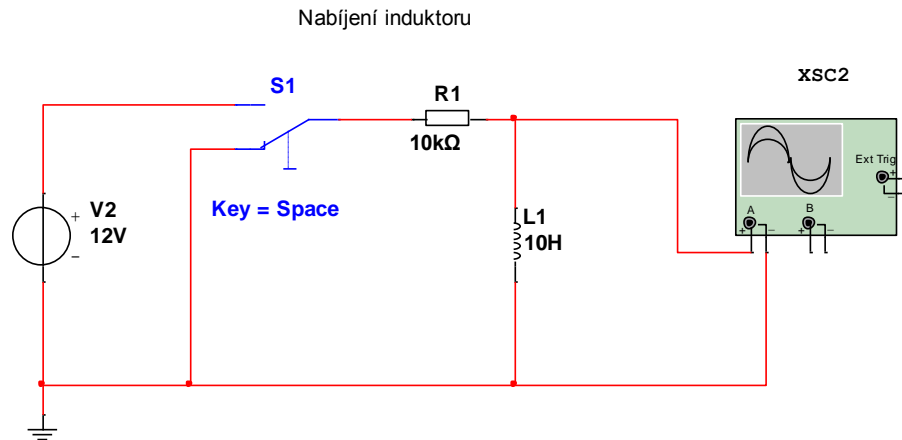 Nabíjení induktoru
XSC2
S1
R1
10kΩ
Ext Trig
+
A
B
+
−
+
−
−
Key = Space
V2
12V
+
−
L1
10H